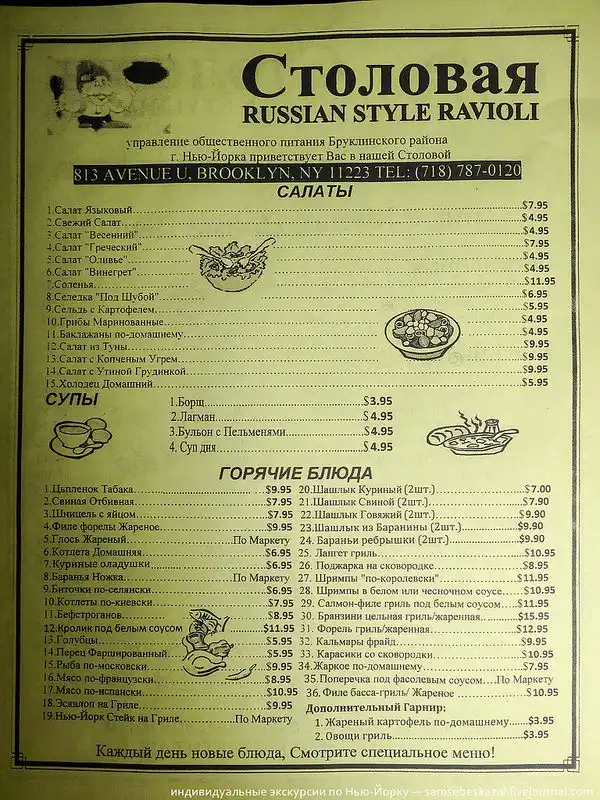 Столовая
RUSSIAN STYLE RAVIOLI
управление общественного питания Бруклинского района
г. Нью-Йорка приветствует Вас в нашей Столовой
813 AVENUE U, BROOKLYN, NY 11223 TEL: (718) 787-0120
САЛАТЫ
1.Салат Языковый $7.95
2.Свежий Салат $4.95
3.Салат "Весенний" $4.95
4.Салат "Греческий" $7.95
5.Салат "Оливье" $4.95
6.Салат "Винегрет" $4.95
7.Соленья $11.95
8.Селедка "Под Шубой" $6.95
9.Сельдь с Картофелем $5.95
10.Грибы Маринованные $4.95
11.Баклажаны по-домашнему $4.95
12.Салат из Туны $9.95
13.Салат с Копченым Угрем $9.95
14.Салат с Утиной Грудинкой $9.95
15.Холодец Домашний $5.95
СУПЫ
1.Борщ $3.95
2.Лагман $4.95
3.Бульон с Пельменями $4.95
4. Суп дня $4.95
ГОРЯЧИЕ БЛЮДА
1.Цьпленок Табака $9.95
2.Свиная Отбивная $7.95
3.Шницель с яйцом $7.95
4.Филе форелы Жареное $9.95
5.Глось Жареный По Маркету
6.Котлета Домашняя $6.95
7.Куриные оладушки $6.95
8.Баранья Ножка По Маркету
9.Биточки по-селянски $6.95
10.Котлеты по-киевски $7.95
11.Бефстроганов $8.95
12.Кролик под белым соусом $11.95
13.Голубцы $5.95
14.Перец Фаршированный $5.95
15.Рыба по-московски $9.95
16.Мясо по-французски $8.95
17.Мясо по-испански $10.95
18.Эскалоп на Гриле $9.95
19.Нью-Йорк Стейк на Гриле По Маркету
20.Шашлык Куриный (2шт.) $7.00
21.Шашлык Свиной (2шт.) $7.90
22.Шашлык Говяжий (2шт.) $9.90
23.Шашлык из Баранины (2шт.) $9.90
24. Бараньи ребрышки (2шт.) $9.90
25. Лангет гриль $10.95
26. Поджарка на сковородке $8.95
27. Шримпы "по-королевски" $11.95
28. Шримпы в белом или чесночном соусе $10.95
29. Салмон-филе гриль под белым соусом $11.95
30. Бранзини цельная гриль/жаренная $15.95
31. Форель гриль/жаренная $12.95
32. Кальмары фрайд $9.95
33. Карасики со сковородки $10.95
34.Жаркое по-домашнему $7.95
35.Поперечка под фасолевым соусом По Маркету
36. Филе басса-гриль/ Жареное $10.95
Дополнительный Гарнир:
1. Жареный картофель по-домашнему $3.95
2. Овощи гриль $3.95
Каждый день новые блюда, Смотрите специальное меню!
индивидуальные экскурсии по Нью-Йорку — samsebeskazal.livejournal.com